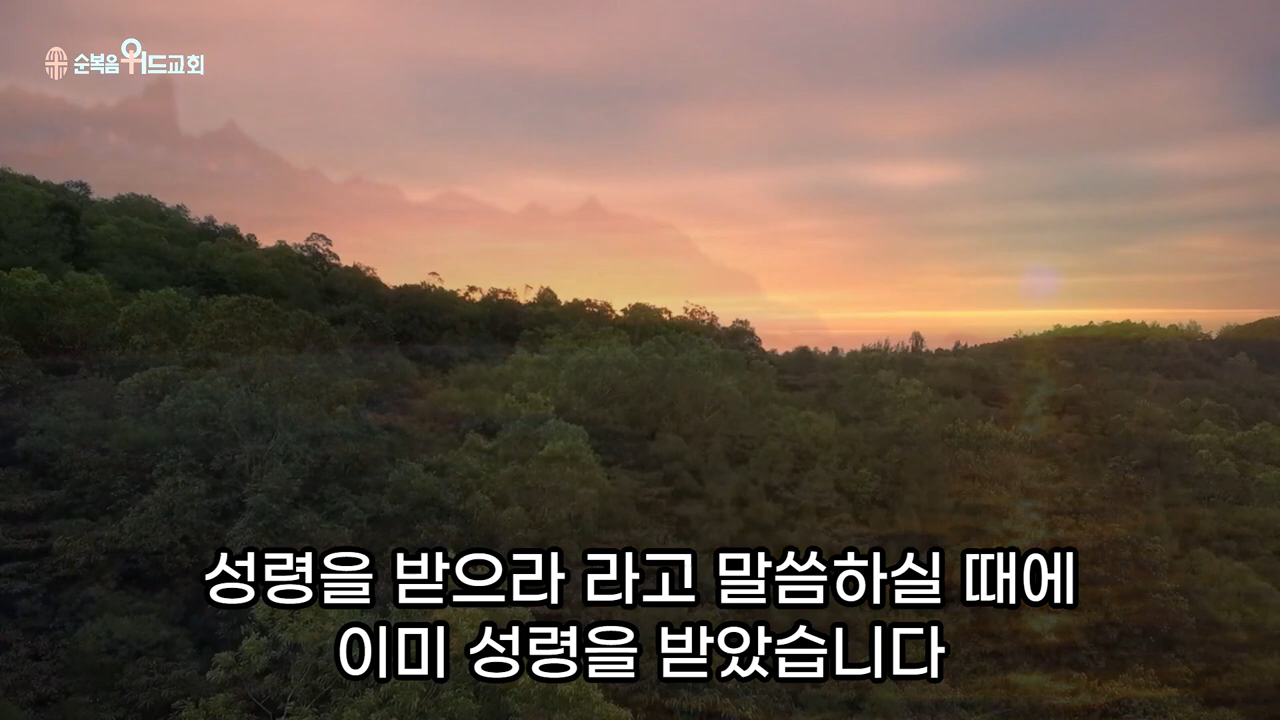 순복음워드교회
성령을 받으라 라고 말씀하실 때에
이미 성령을 받았습니다